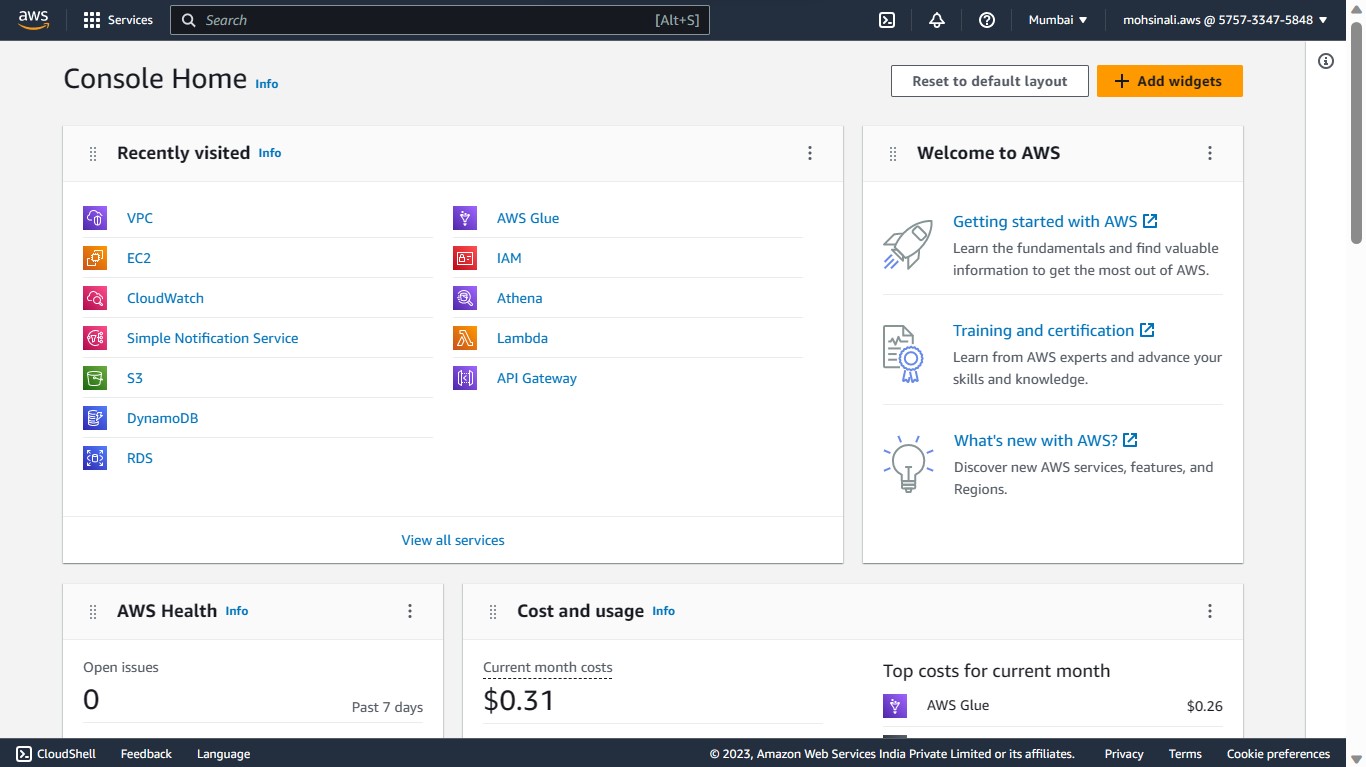 aws Services Search [Alt+S] Mumbai mohsinali.aws @ 5757-3347-5848
Console Home Info
Reset to default layout
Add widgets
Recently visited Info
VPC
EC2
CloudWatch
Simple Notification Service
S3
DynamoDB
RDS
AWS Glue
IAM
Athena
Lambda
API Gateway
View all services
Welcome to AWS
Getting started with AWS
Learn the fundamentals and find valuable
information to get the most out of AWS.
Training and certification
Learn from AWS experts and advance your
skills and knowledge.
What's new with AWS?
Discover new AWS services, features, and
Regions.
AWS Health Info
Open issues
0
Past 7 days
Cost and usage Info
Current month costs
$0.31
Top costs for current month
AWS Glue $0.26
CloudShell Feedback Language © 2023, Amazon Web Services India Private Limited or its affiliates. Privacy Terms Cookie preferences